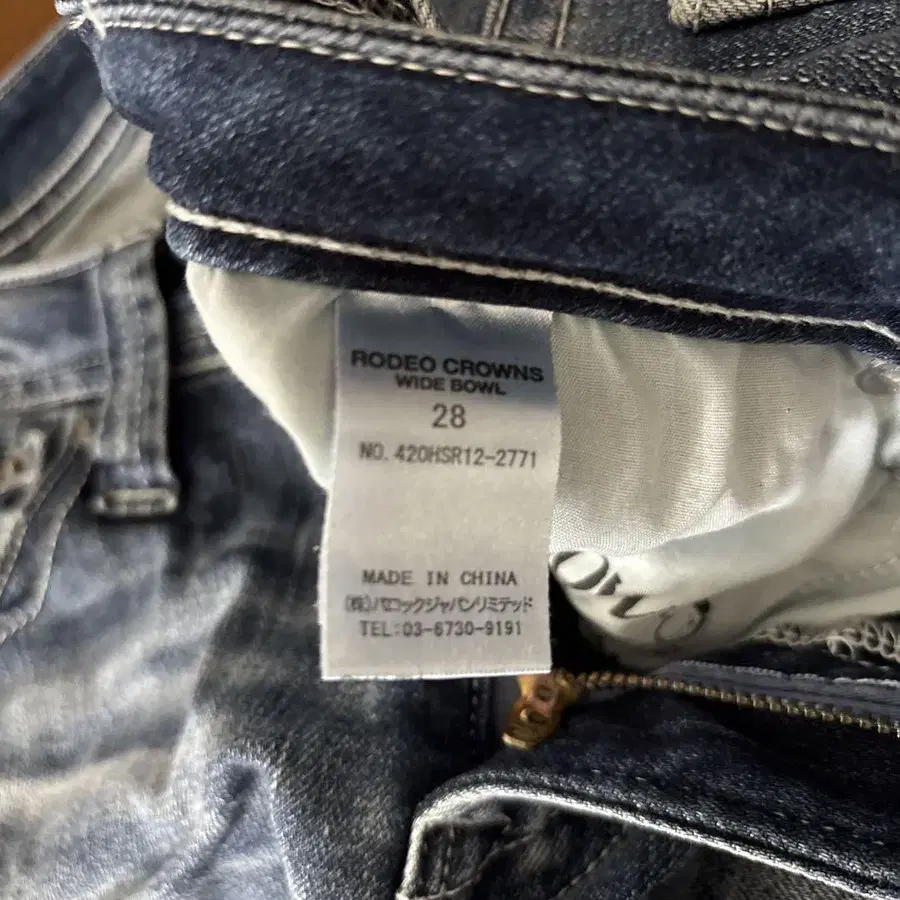 RODEO CROWNS
WIDE BOWL
28
NO. 420HSR12-2771
MADE IN CHINA
(株)バロックジャパンリミテッド
TEL:03-6730-9191